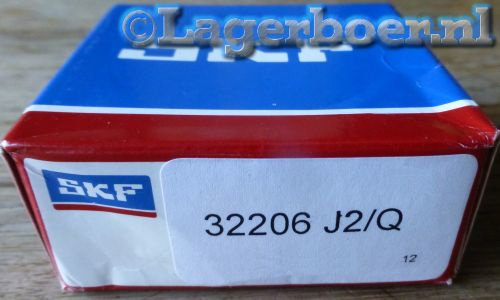 ©Lagerboer.nl
SKF
SKF
32206 J2/Q
12